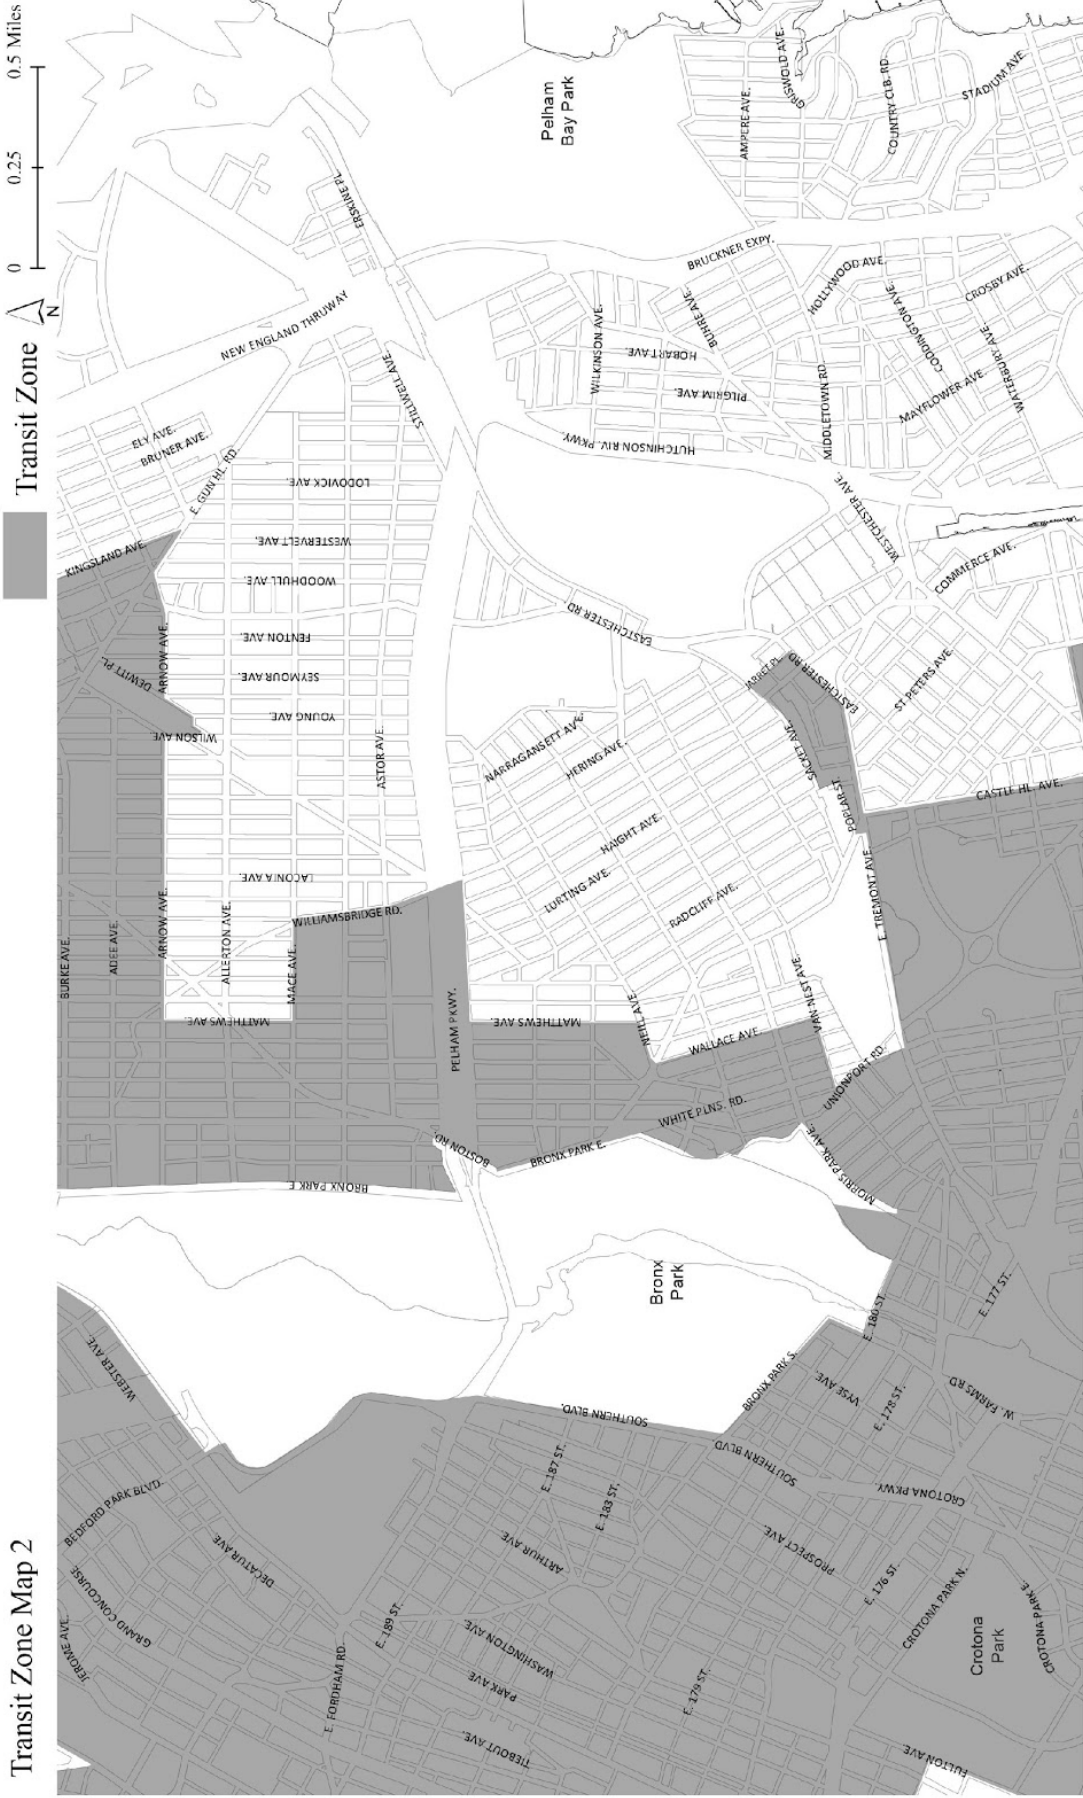 Transit Zone Map 2
Transit Zone
N
0
0.25
0.5 Miles
BURKE AVE.
ADEE AVE.
ARNOW AVE.
ARNOW AVE.
ALLERTON AVE.
MACE AVE.
MATTHEWS AVE.
WILLIAMSBRIDGE RD.
LACONIA AVE.
ASTOR AVE.
WILSON AVE
DEWITT PL.
YOUNG AVE.
SEYMOUR AVE.
FENTON AVE.
WOODHULL AVE.
WESTERVELT AVE.
LODOVICK AVE.
KINGSLAND AVE.
E. GUN HL. RD.
BRUNER AVE.
ELY AVE.
NEW ENGLAND THRUWAY
STILLWELL AVE.
ERSKINE PL.
Pelham
Bay Park
BRONX PARK E.
BOSTON RD.
PELHAM PKWY.
WEBSTER AVE.
BEDFORD PARK BLVD.
GRAND CONCOURSE
JEROME AVE.
DECATUR AVE
E. FORDHAM RD.
E. 189 ST.
WASHINGTON AVE.
PARK AVE
TIEBOUT AVE.
ARTHUR AVE
E. 187 ST.
E. 183 ST.
SOUTHERN BLVD.
Bronx
Park
BRONX PARK E.
MATTHEWS AVE.
NEIL AVE.
WALLACE AVE.
WHITE PLNS. RD.
NARRAGANSETT AVE.
HERING AVE.
HAIGHT AVE.
LURTING AVE.
RADCLIFF AVE.
VAN NEST AVE.
UNIONPORT RD.
MORRIS PARK AVE.
EASTCHESTER RD
JARRET PL.
EASTCHESTER RD
SACKET AVE.
POPLAR ST.
E. TREMONT AVE.
CASTLE HL. AVE.
ST. PETERS AVE.
COMMERCE AVE.
WESTCHESTER AVE.
HUTCHINSON RIV. PKWY.
PILGRIM AVE.
HOBART AVE.
WILKINSON AVE.
BUHRE AVE.
BRUCKNER EXPY.
MIDDLETOWN RD.
HOLLYWOOD AVE.
CODDINGTON AVE.
MAYFLOWER AVE.
WATERBURY AVE.
CROSBY AVE.
AMPERE AVE.
GRISWOLD AVE.
COUNTRY CLB. RD.
STADIUM AVE.
BRONX PARK S.
SOUTHERN BLVD
VYSE AVE
E. 180 ST.
E. 178 ST.
E. 177 ST.
W. FARMS RD
CROTONA PKWY
PROSPECT AVE.
E. 179 ST.
E. 176 ST.
CROTONA PARK N.
CROTONA PARK E.
Crotona
Park
FULTON AVE.